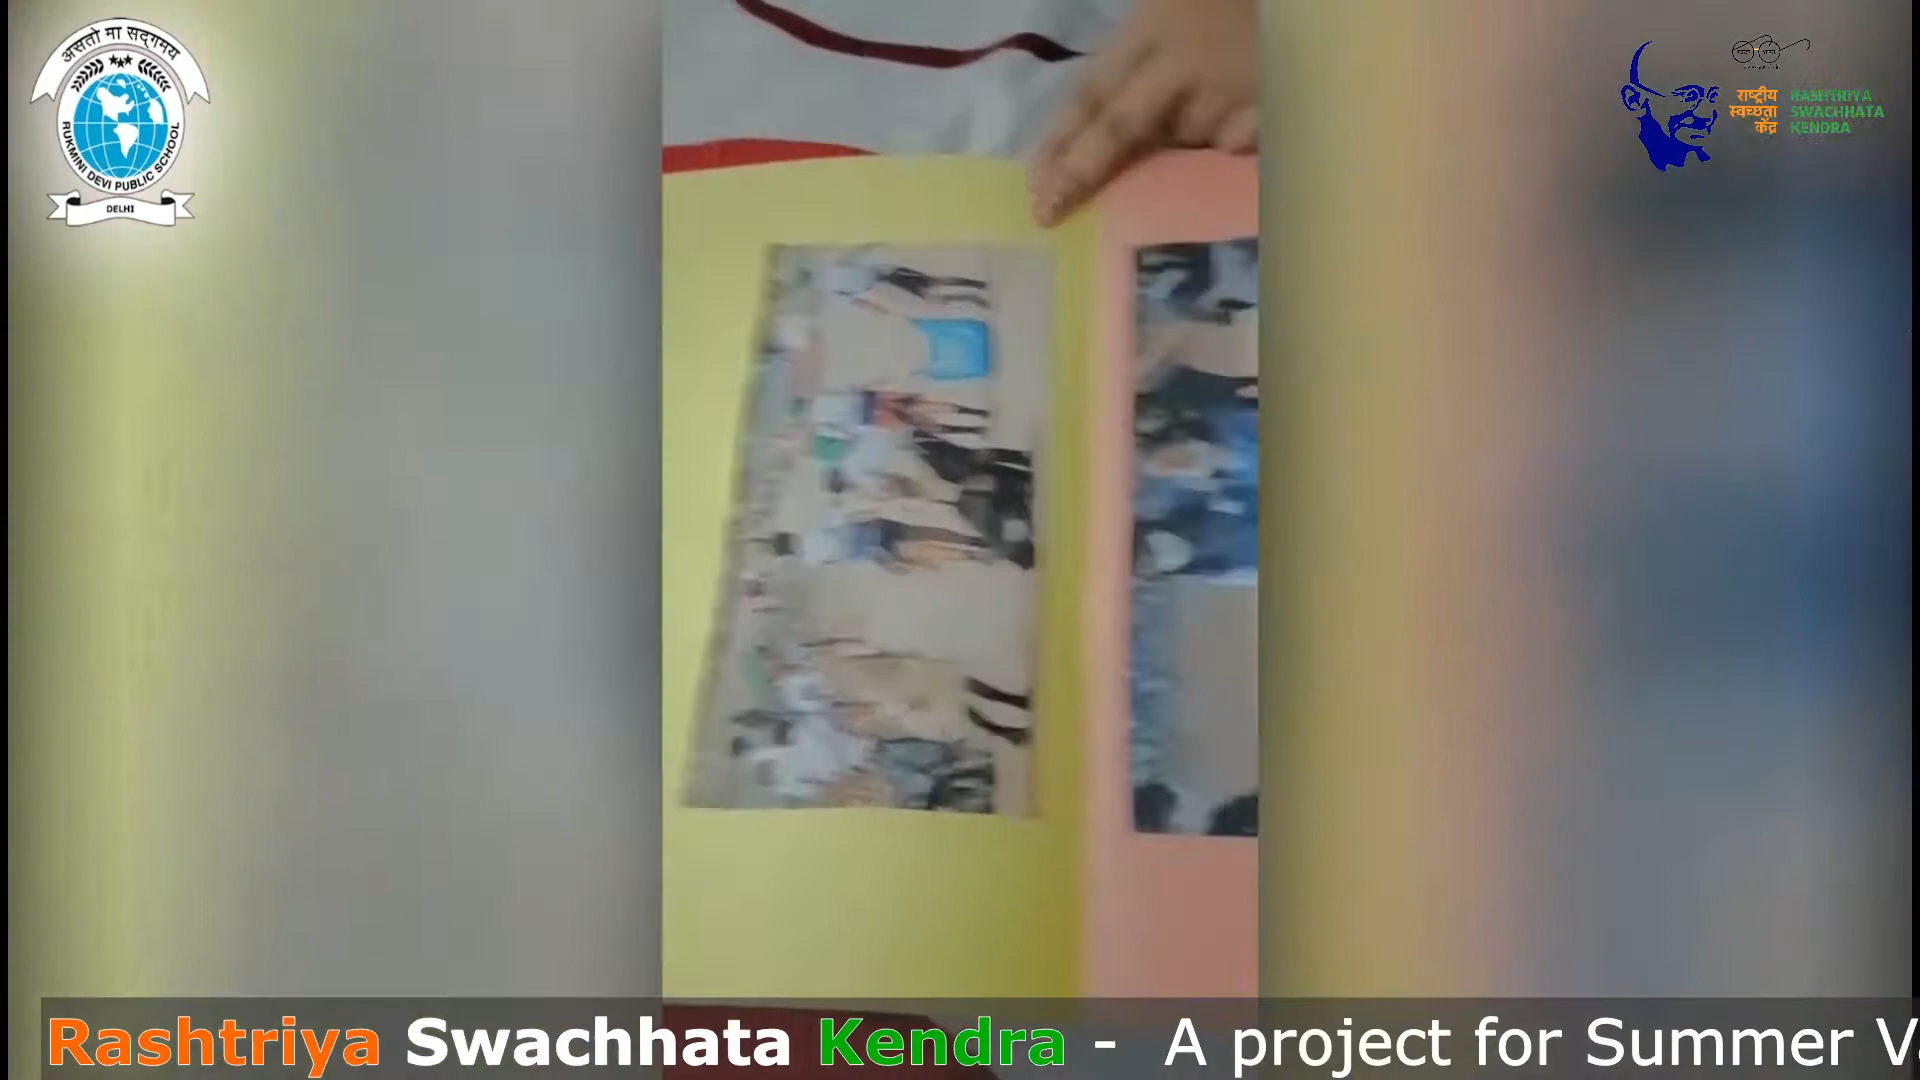 असतो मा सद्गमय
RUKMINI DEVI PUBLIC SCHOOL
DELHI
राष्ट्रीय
स्वच्छता
केंद्र
RASHTRIYA
SWACHHATA
KENDRA
Rashtriya Swachhata Kendra - A project for Summer